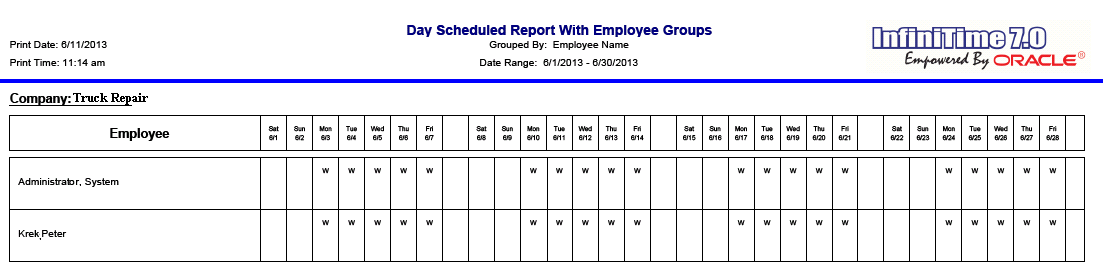 Day Scheduled Report With Employee Groups
Print Date: 6/11/2013
Grouped By: Employee Name
InfiniTime 7.0
Print Time: 11:14 am
Date Range: 6/1/2013 - 6/30/2013
Empowered By ORACLE®
Company: Truck Repair
Employee Sat Sun Mon Tue Wed Thu Fri Sat Sun Mon Tue Wed Thu Fri Sat Sun Mon Tue Wed Thu Fri Sat Sun Mon Tue Wed Thu Fri
6/1 6/2 6/3 6/4 6/5 6/6 6/7 6/8 6/9 6/10 6/11 6/12 6/13 6/14 6/15 6/16 6/17 6/18 6/19 6/20 6/21 6/22 6/23 6/24 6/25 6/26 6/27 6/28
Administrator, System W W W W W W W W W W W W W W W W W W W W
Krek,Peter W W W W W W W W W W W W W W W W W W W W